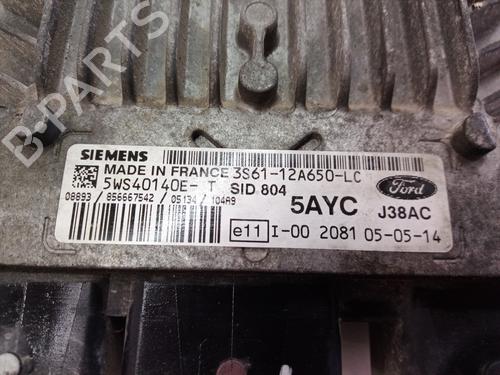 B-PARTS
SIEMENS
MADE IN FRANCE 3S61-12A650-LC
5WS40140E- T SID 804
08893 / 856667542 / 05134 / 104A9
5AYC J38AC
Ford
e11 I-00 2081 05-05-14